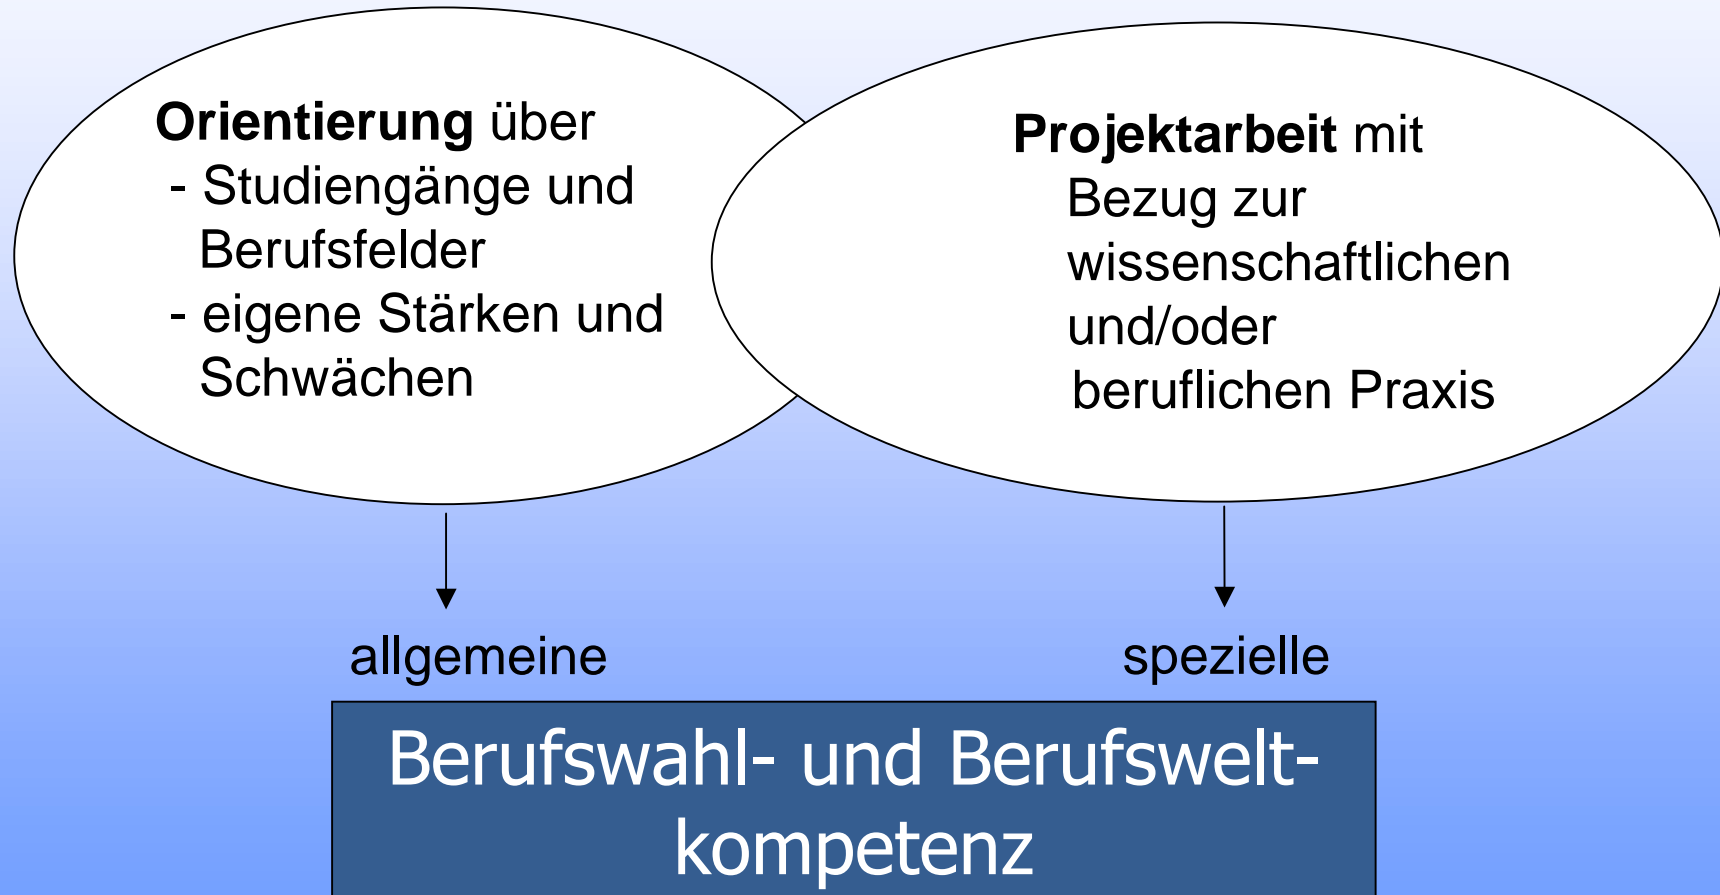 Orientierung über
- Studiengänge und
Berufsfelder
- eigene Stärken und
Schwächen
Projektarbeit mit
Bezug zur
wissenschaftlichen
und/oder
beruflichen Praxis
allgemeine
spezielle
Berufswahl- und Berufswelt-
kompetenz